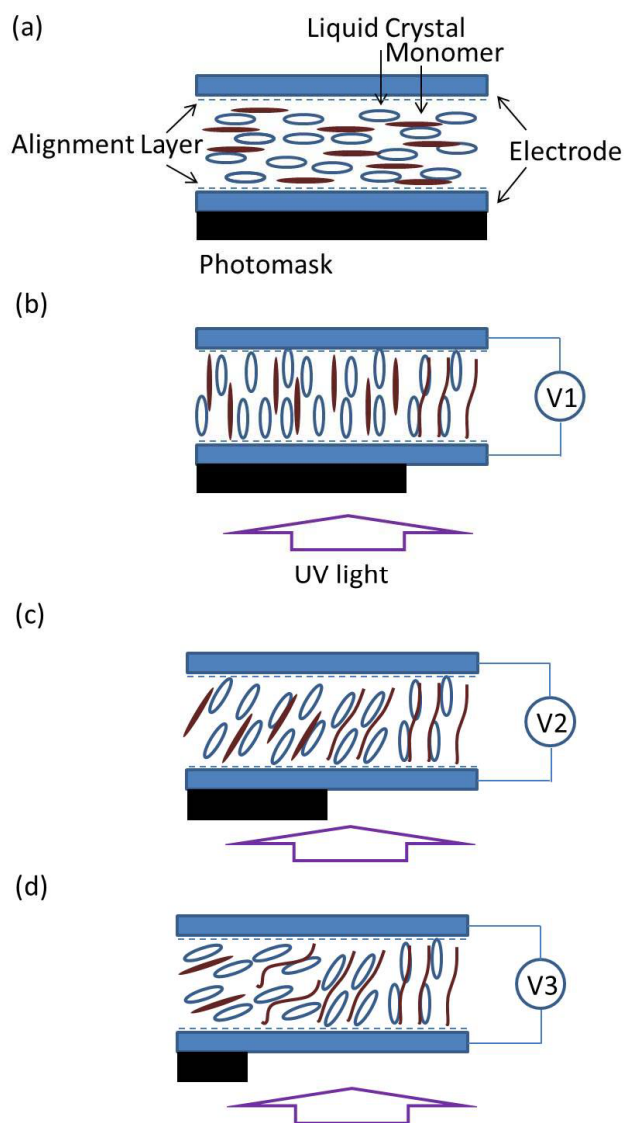 (a)
Liquid Crystal
Monomer
Alignment Layer
Electrode
Photomask
(b)
V1
UV light
(c)
V2
(d)
V3